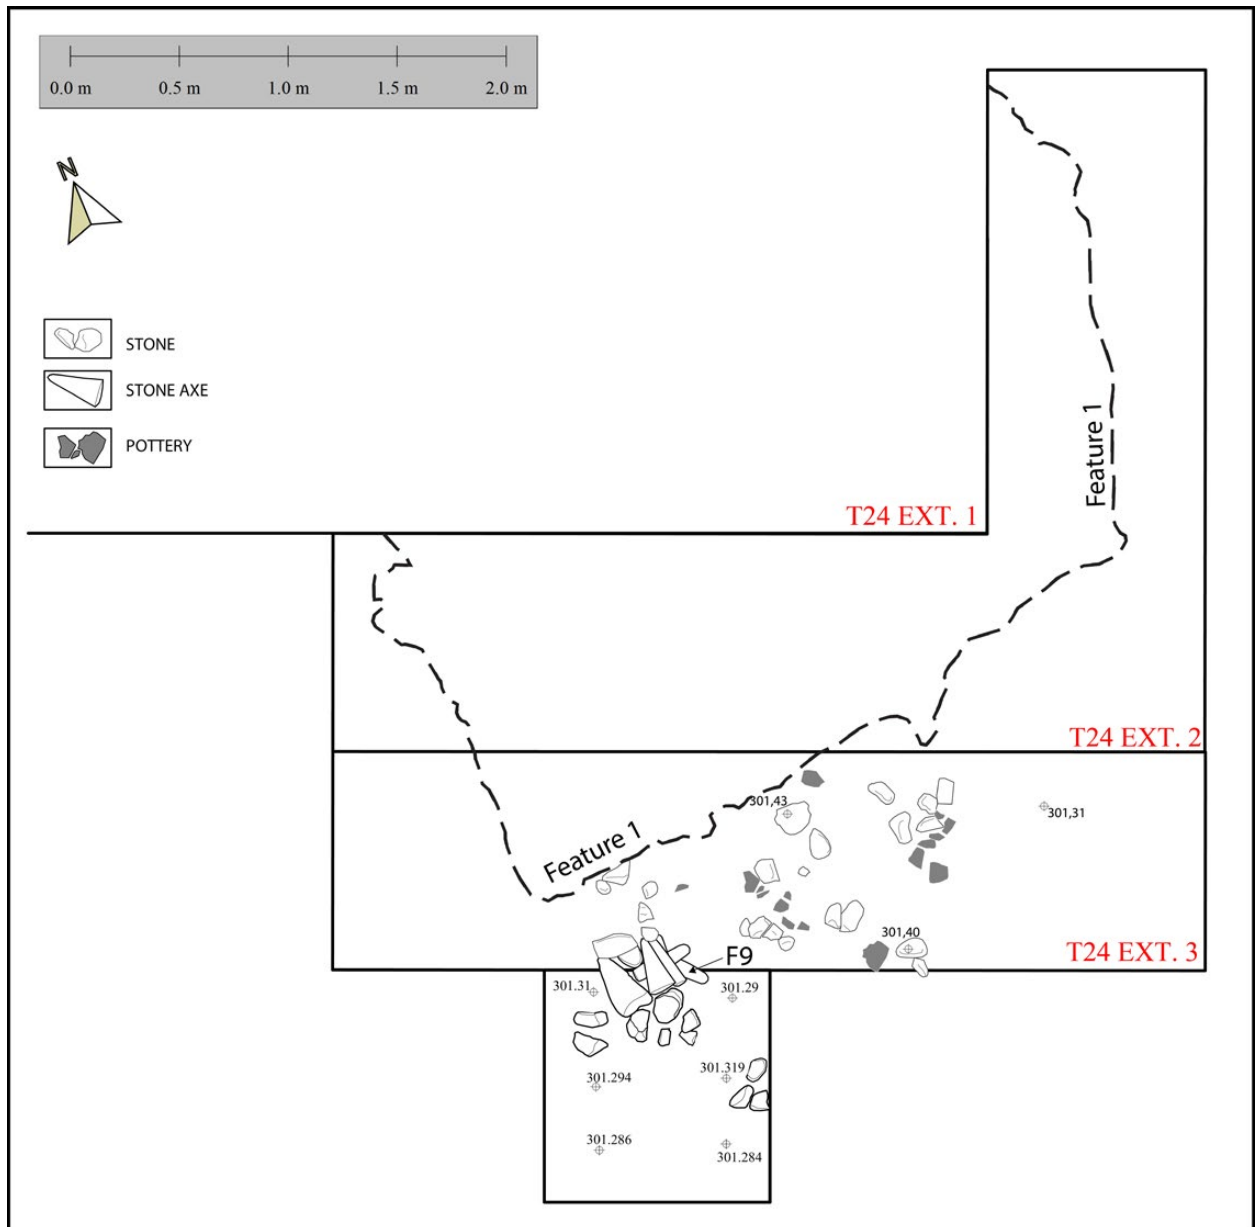 0.0 m 0.5 m 1.0 m 1.5 m 2.0 m
N
STONE
STONE AXE
POTTERY
Feature 1
T24 EXT. 1
T24 EXT. 2
301,43
301,31
Feature 1
301,40
T24 EXT. 3
F9
301.31
301.29
301.294
301.319
301.286
301.284